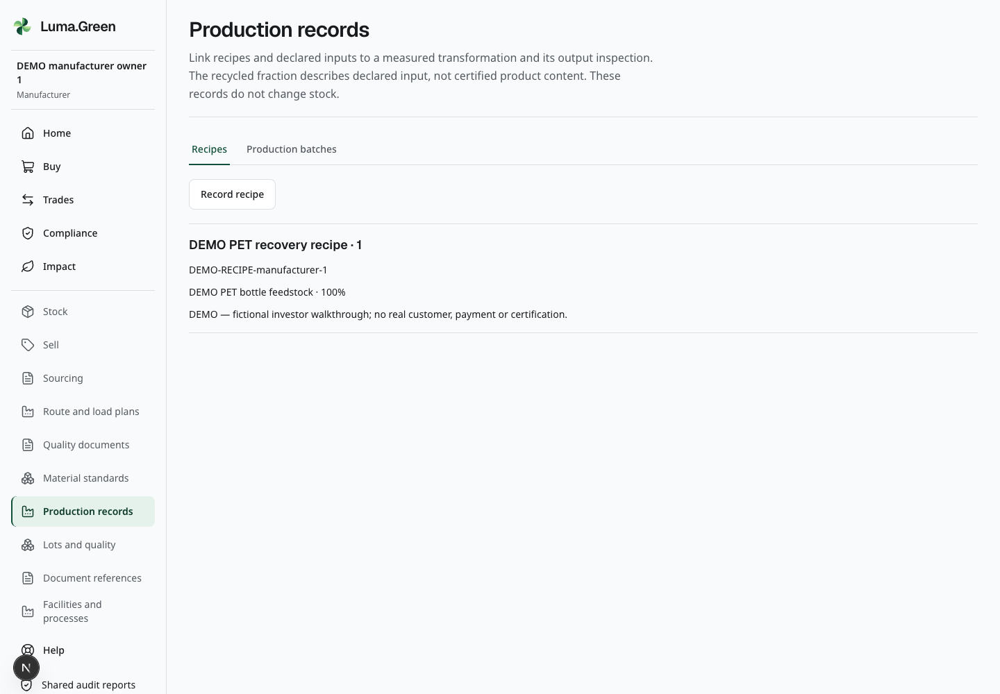 Luma.Green
DEMO manufacturer owner
1
Manufacturer
Home
Buy
Trades
Compliance
Impact
Stock
Sell
Sourcing
Route and load plans
Quality documents
Material standards
Production records
Lots and quality
Document references
Facilities and
processes
Help
N
Shared audit reports
Production records
Link recipes and declared inputs to a measured transformation and its output inspection.
The recycled fraction describes declared input, not certified product content. These
records do not change stock.
Recipes
Production batches
Record recipe
DEMO PET recovery recipe · 1
DEMO-RECIPE-manufacturer-1
DEMO PET bottle feedstock · 100%
DEMO — fictional investor walkthrough; no real customer, payment or certification.